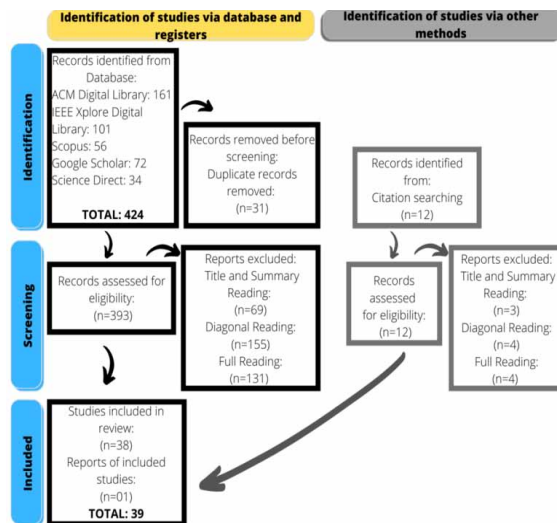 Identification of studies via database and
registers
Identification of studies via other
methods
Identification
Records identified from
Database:
ACM Digital Library: 161
IEEE Xplore Digital
Library: 101
Scopus: 56
Google Scholar: 72
Science Direct: 34
TOTAL: 424
Records removed before
screening:
Duplicate records
removed:
(n=31)
Records identified
from:
Citation searching
(n=12)
Screening
Records assessed for
eligibility:
(n=393)
Reports excluded:
Title and Summary
Reading:
(n=69)
Diagonal Reading:
(n=155)
Full Reading:
(n=131)
Records
assessed
for eligibility:
(n=12)
Reports excluded:
Title and Summary
Reading:
(n=3)
Diagonal Reading:
(n=4)
Full Reading:
(n=4)
Included
Studies included in
review:
(n=38)
Reports of included
studies:
(n=01)
TOTAL: 39